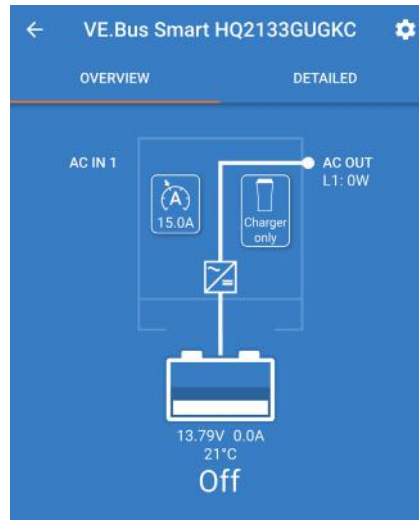 VE.Bus Smart HQ2133GUGKC
OVERVIEW DETAILED
AC IN 1
AC OUT
L1: 0W
A
15.0A
Charger
only
13.79V 0.0A
21°C
Off